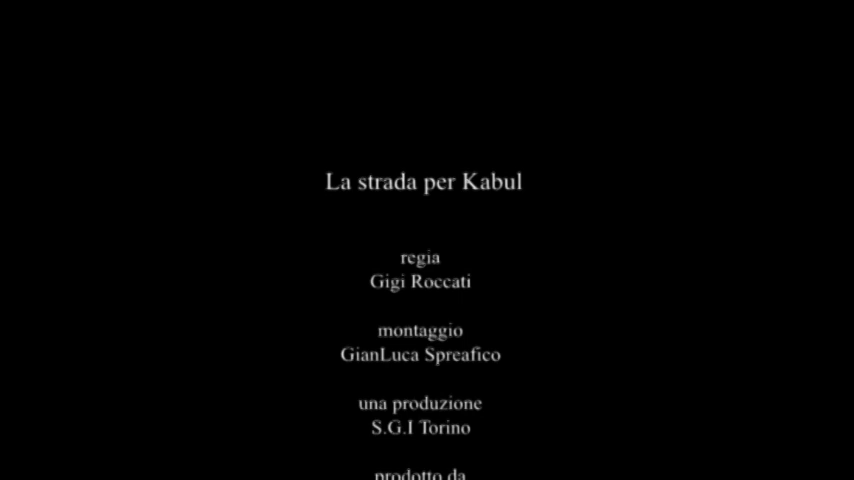 La strada per Kabul
regia
Gigi Roccati
montaggio
GianLuca Spreafico
una produzione
S.G.I Torino
prodotto da